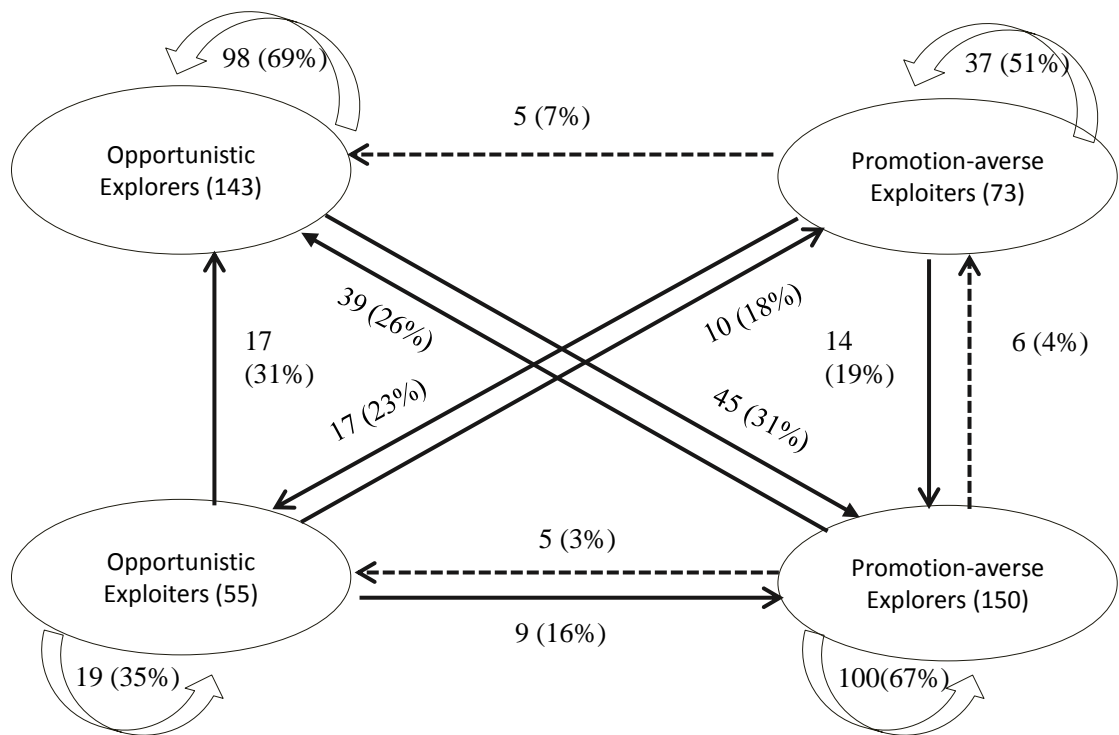 98 (69%)
37 (51%)
5 (7%)
Opportunistic
Explorers (143)
Promotion-averse
Exploiters (73)
39 (26%)
10 (18%)
17
(31%)
14
(19%)
6 (4%)
17 (23%)
45 (31%)
Opportunistic
Exploiters (55)
5 (3%)
Promotion-averse
Explorers (150)
9 (16%)
19 (35%)
100(67%)